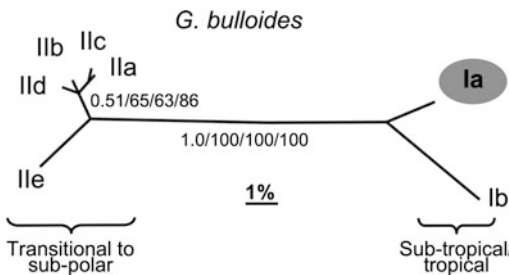 G. bulloides
IIb
IIc
IIa
IId
0.51/65/63/86
Ia
1.0/100/100/100
IIe
1%
Ib
Transitional to
sub-polar
Sub-tropical/
tropical